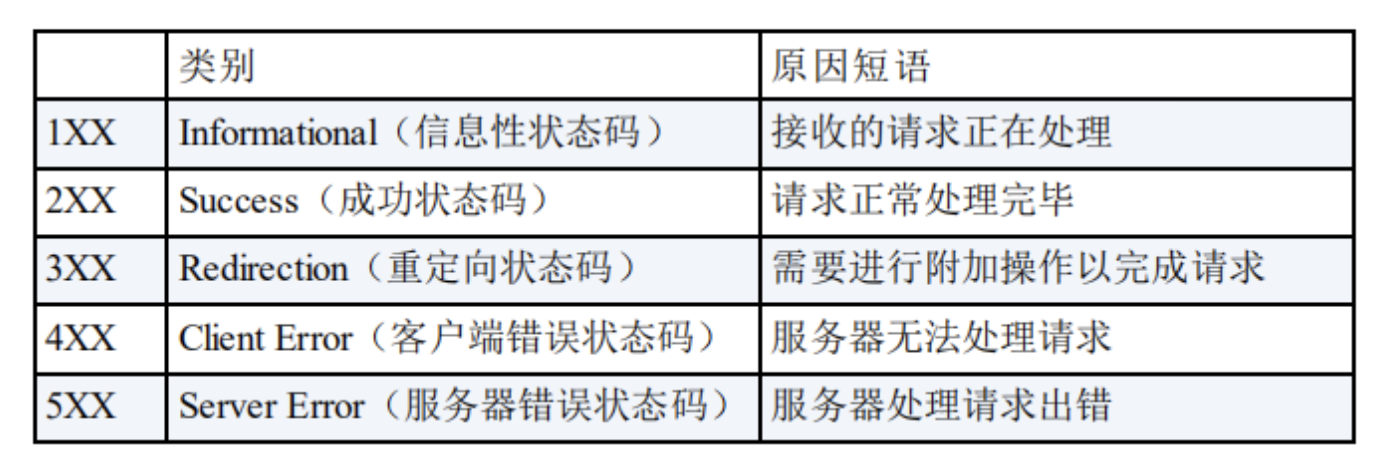 类别 原因短语
1XX Informational（信息性状态码） 接收的请求正在处理
2XX Success（成功状态码） 请求正常处理完毕
3XX Redirection（重定向状态码） 需要进行附加操作以完成请求
4XX Client Error（客户端错误状态码） 服务器无法处理请求
5XX Server Error（服务器错误状态码） 服务器处理请求出错